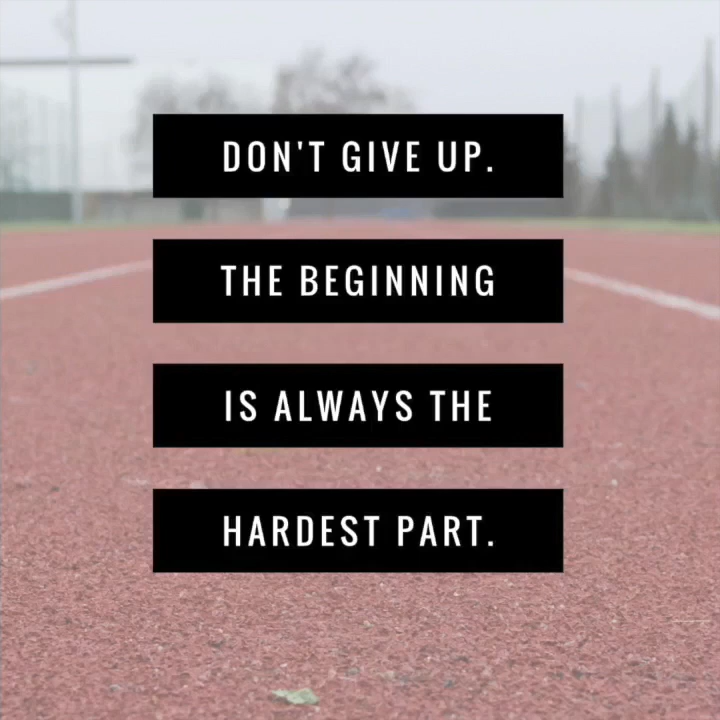 DON'T GIVE UP.
THE BEGINNING
IS ALWAYS THE
HARDEST PART.